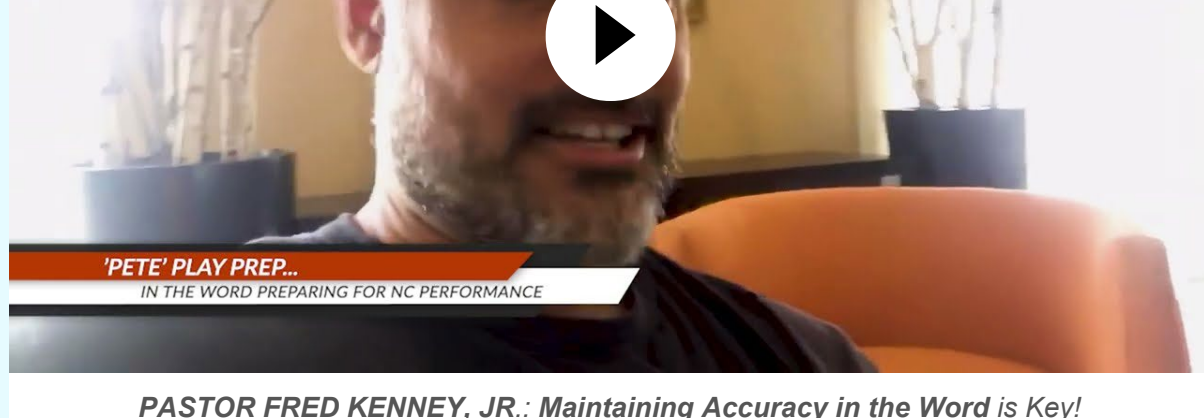 'PETE' PLAY PREP...
IN THE WORD PREPARING FOR NC PERFORMANCE
PASTOR FRED KENNEY, JR.: Maintaining Accuracy in the Word is Key!